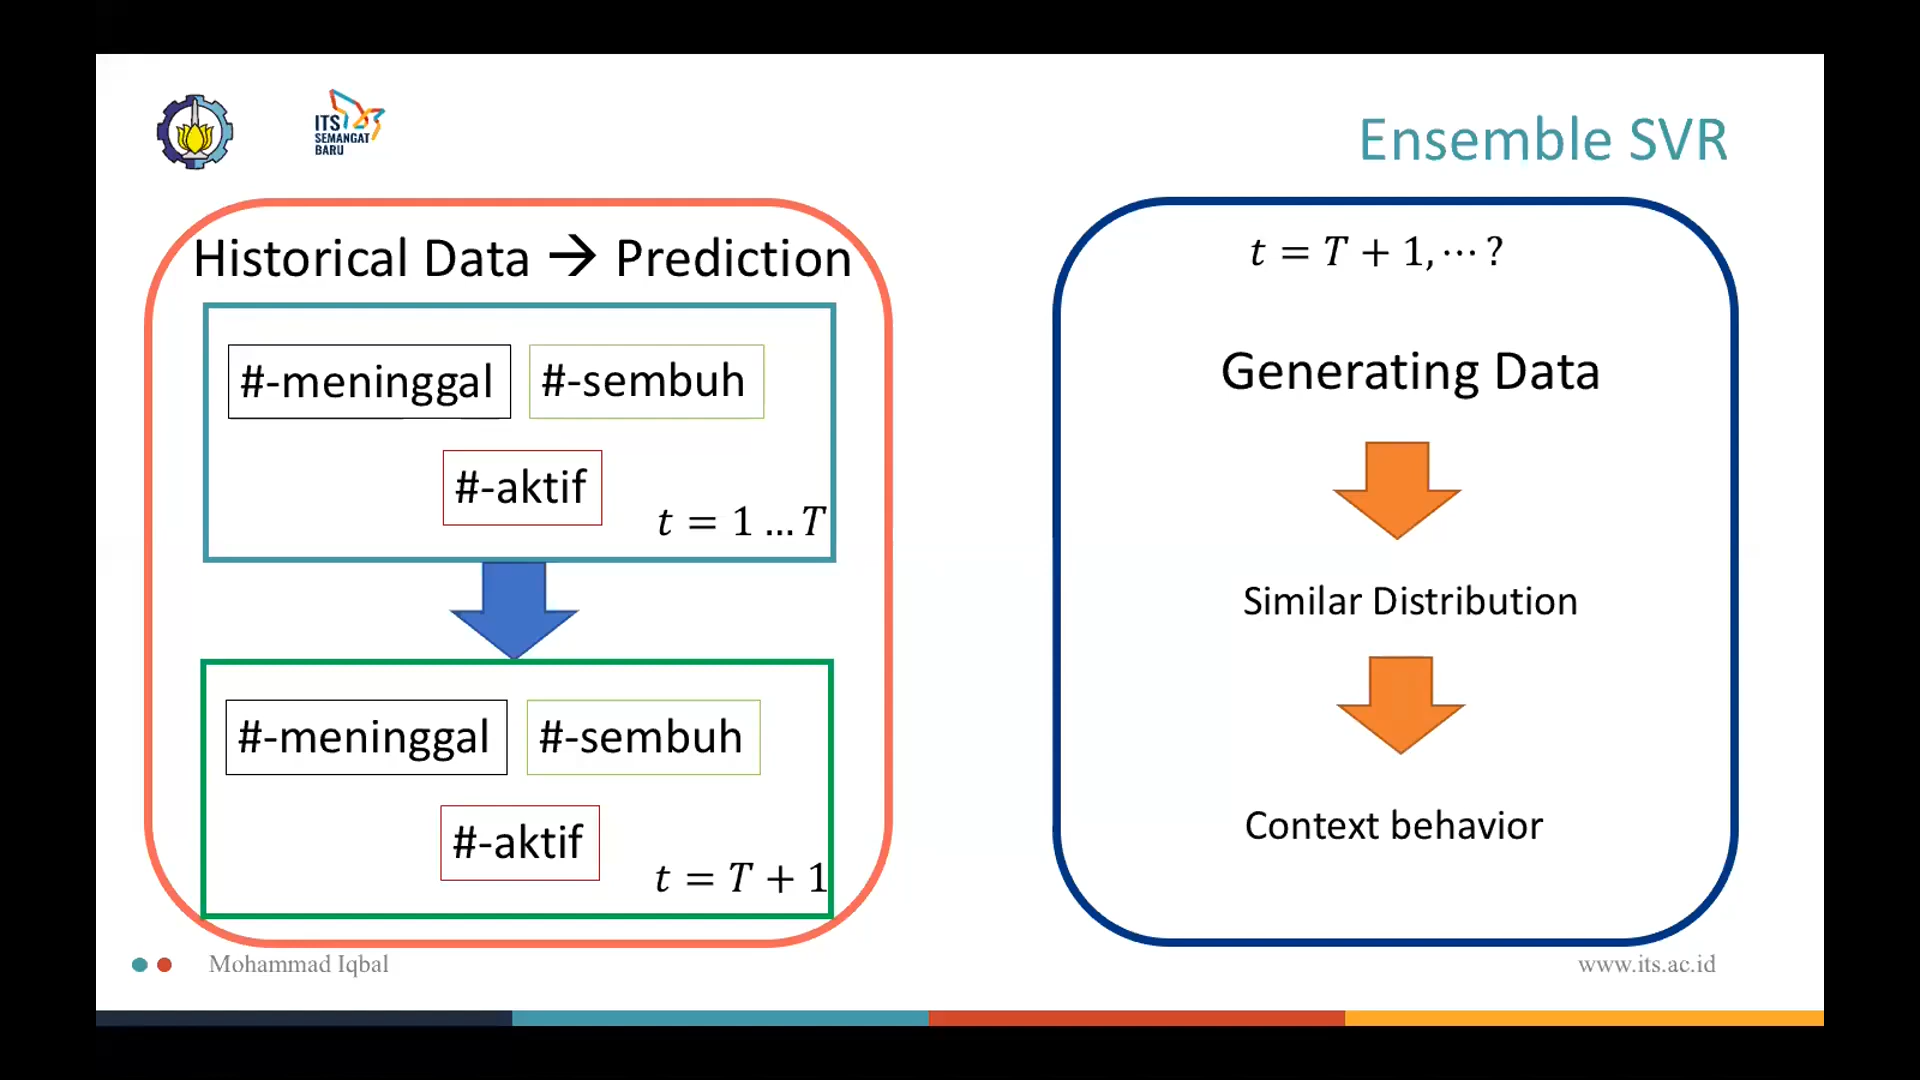 ITS
SEMANGAT
BARU
Ensemble SVR
Historical Data → Prediction
#-meninggal
#-sembuh
#-aktif
t = 1 ... T
#-meninggal
#-sembuh
#-aktif
t = T + 1
t = T + 1, ⋯ ?
Generating Data
Similar Distribution
Context behavior
Mohammad Iqbal
www.its.ac.id